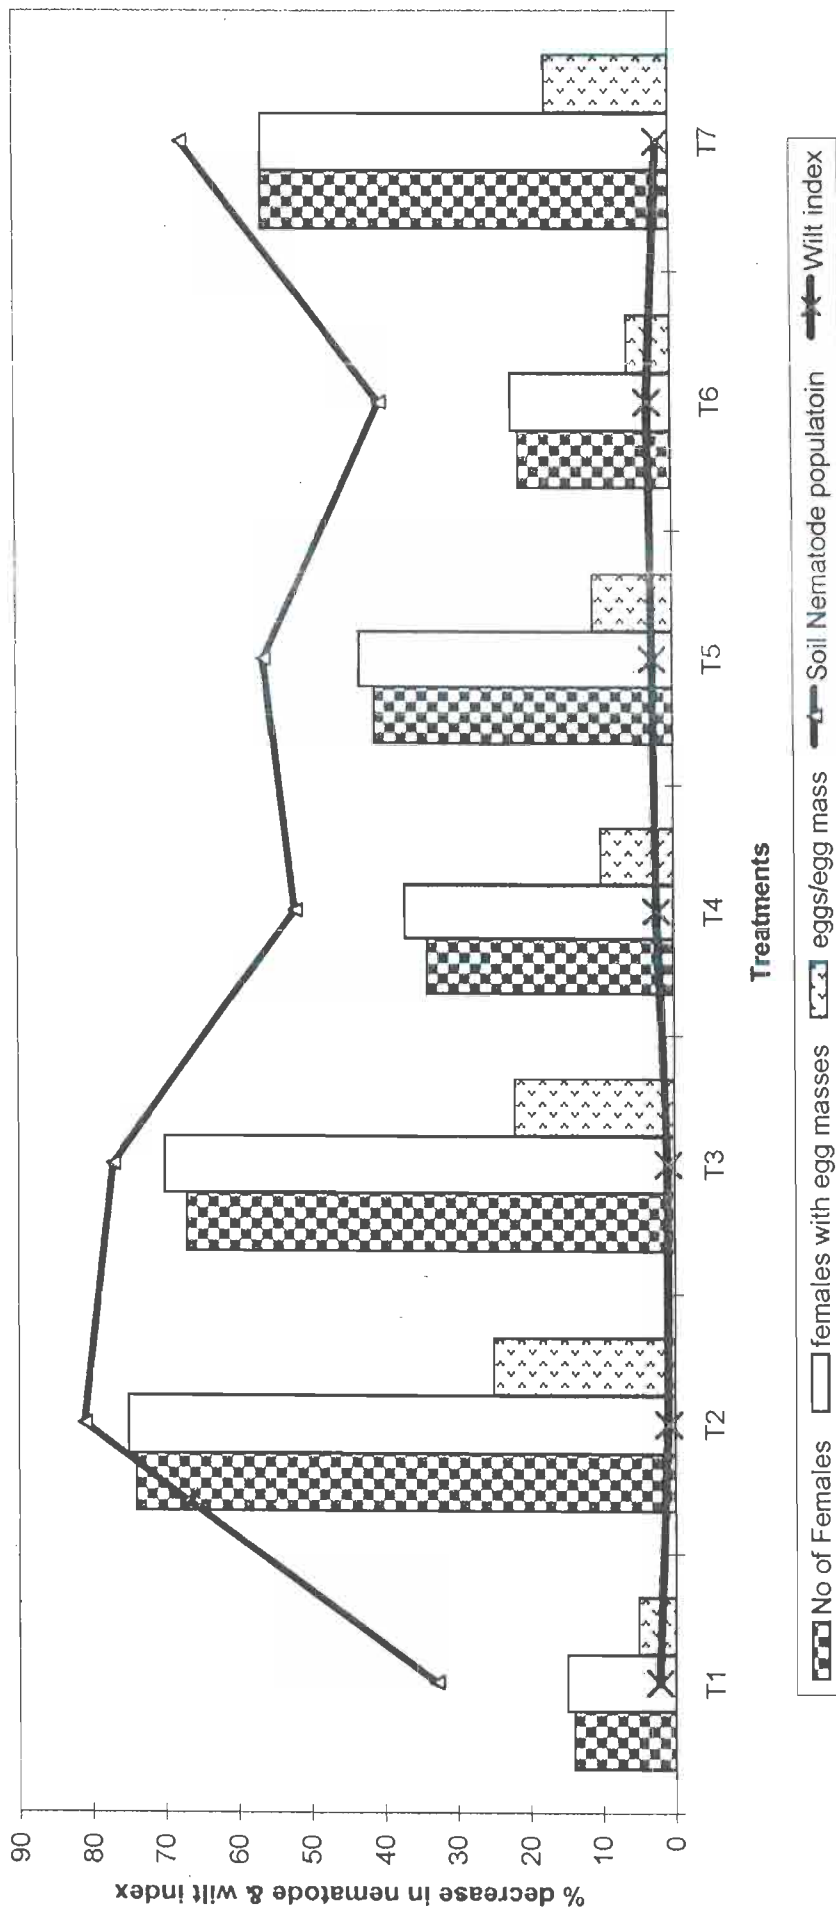 % decrease in nematode & wilt index
90
80
70
60
50
40
30
20
10
0
T1 T2 T3 T4 T5 T6 T7
Treatments
No of Females females with egg masses eggs/egg mass Soil Nematode populatoin Wilt index